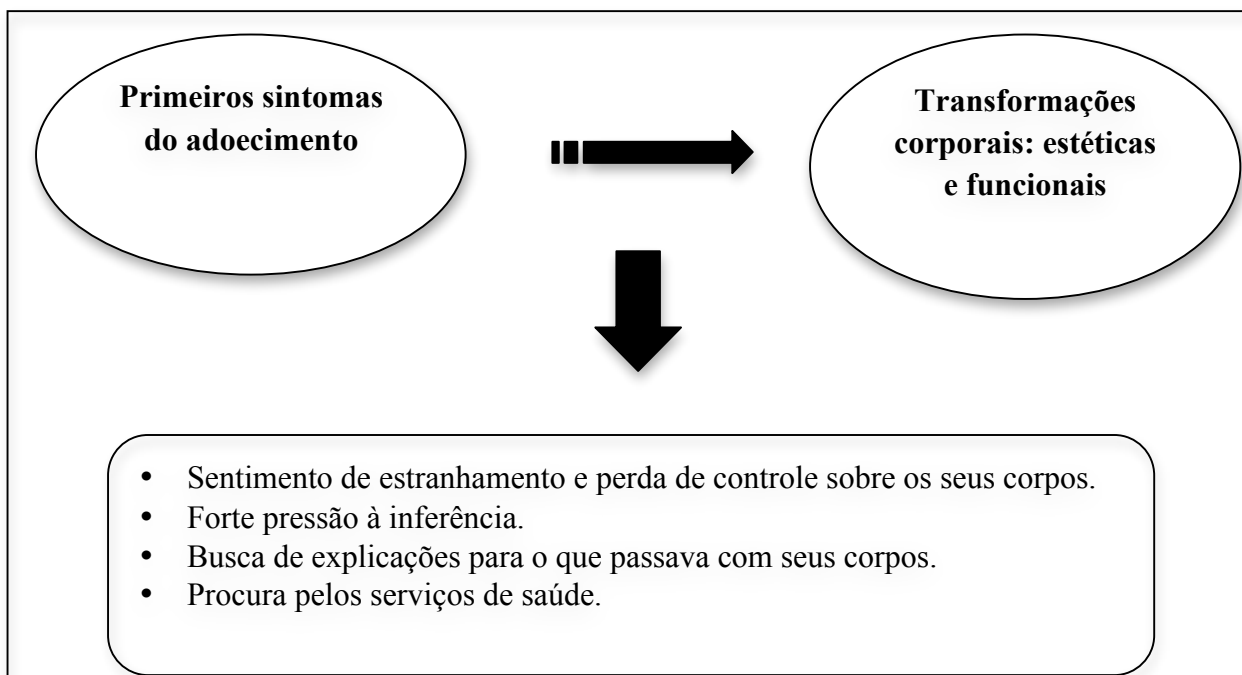 Primeiros sintomas
do adoecimento
Transformações
corporais: estéticas
e funcionais
• Sentimento de estranhamento e perda de controle sobre os seus corpos.
• Forte pressão à inferência.
• Busca de explicações para o que passava com seus corpos.
• Procura pelos serviços de saúde.